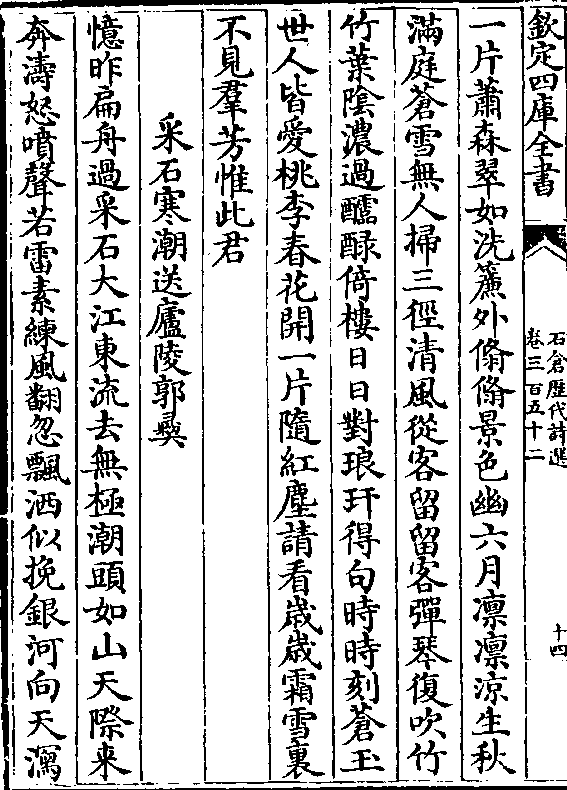 欽定四庫全書
石倉歷代詩選
卷三百五十二
十四
一片蕭森翠如洗簾外翛翛景色幽六月凛凛涼生秋
滿庭蒼雪無人掃三徑清風從客留留客彈琴復吹竹
竹葉陰濃過醽醁倚樓日日對琅玕得句時時刻蒼玉
世人皆愛桃李春花開一片隨紅塵請看歲歲霜雪裏
不見羣芳惟此君
采石寒潮送廬陵郭彛
憶昨扁舟過采石大江東流去無極潮頭如山天際来
奔濤怒噴聲若雷素練風翻忽飄洒似挽銀河向天瀉